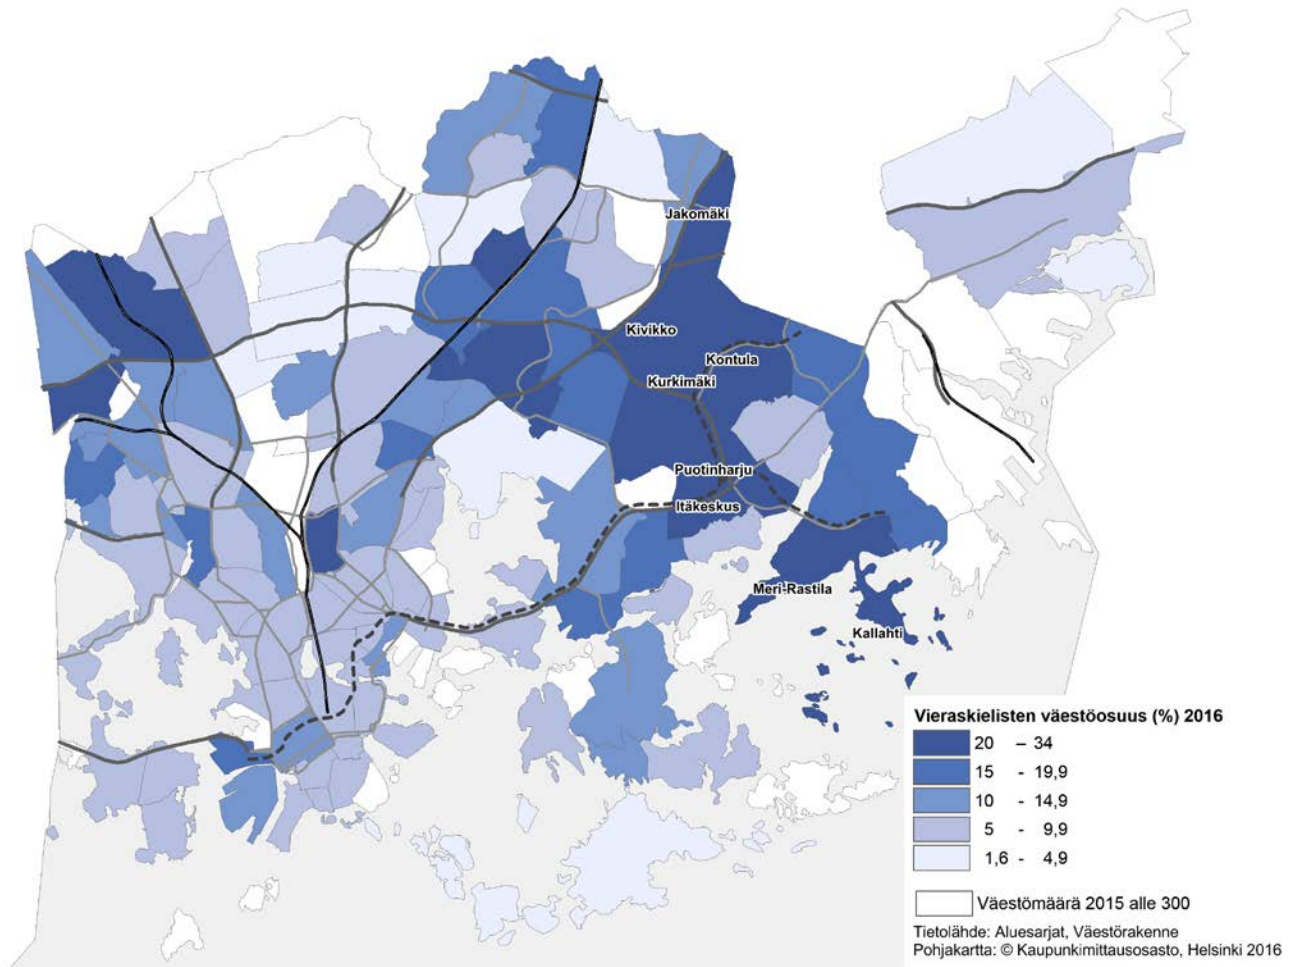 Jakomäki
Kivikko
Kontula
Kurkimäki
Puotinharju
Itäkeskus
Meri-Rastila
Kallahti
Vieraskielisten väestöosuus (%) 2016
20 – 34
15 - 19,9
10 - 14,9
5 - 9,9
1,6 - 4,9
Väestömäärä 2015 alle 300
Tietolähde: Aluesarjat, Väestörakenne
Pohjakartta: © Kaupunkimittausosasto, Helsinki 2016